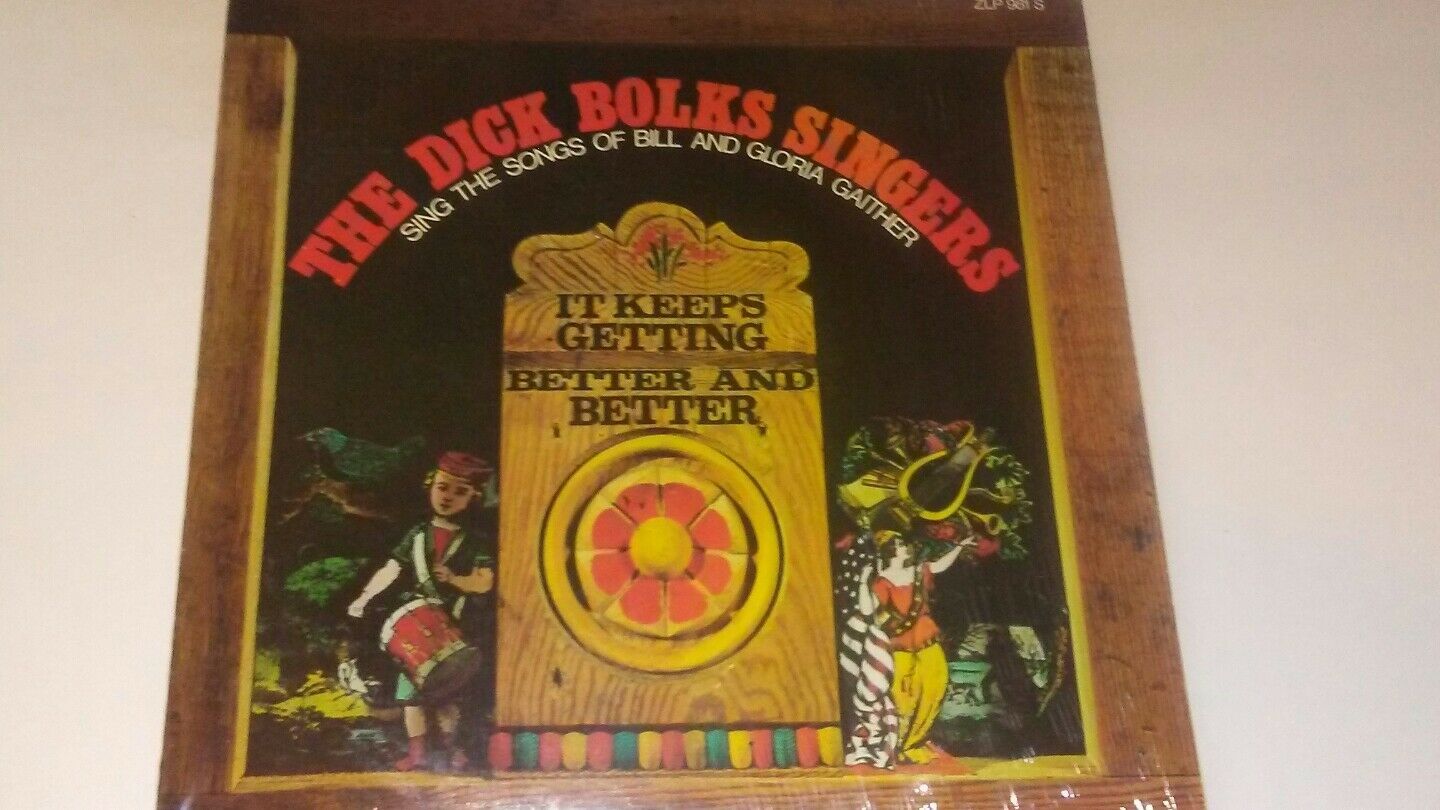 ZLP 981 S
THE DICK BOLKS SINGERS
SING THE SONGS OF BILL AND GLORIA GAITHER
IT KEEPS
GETTING
BETTER AND
BETTER